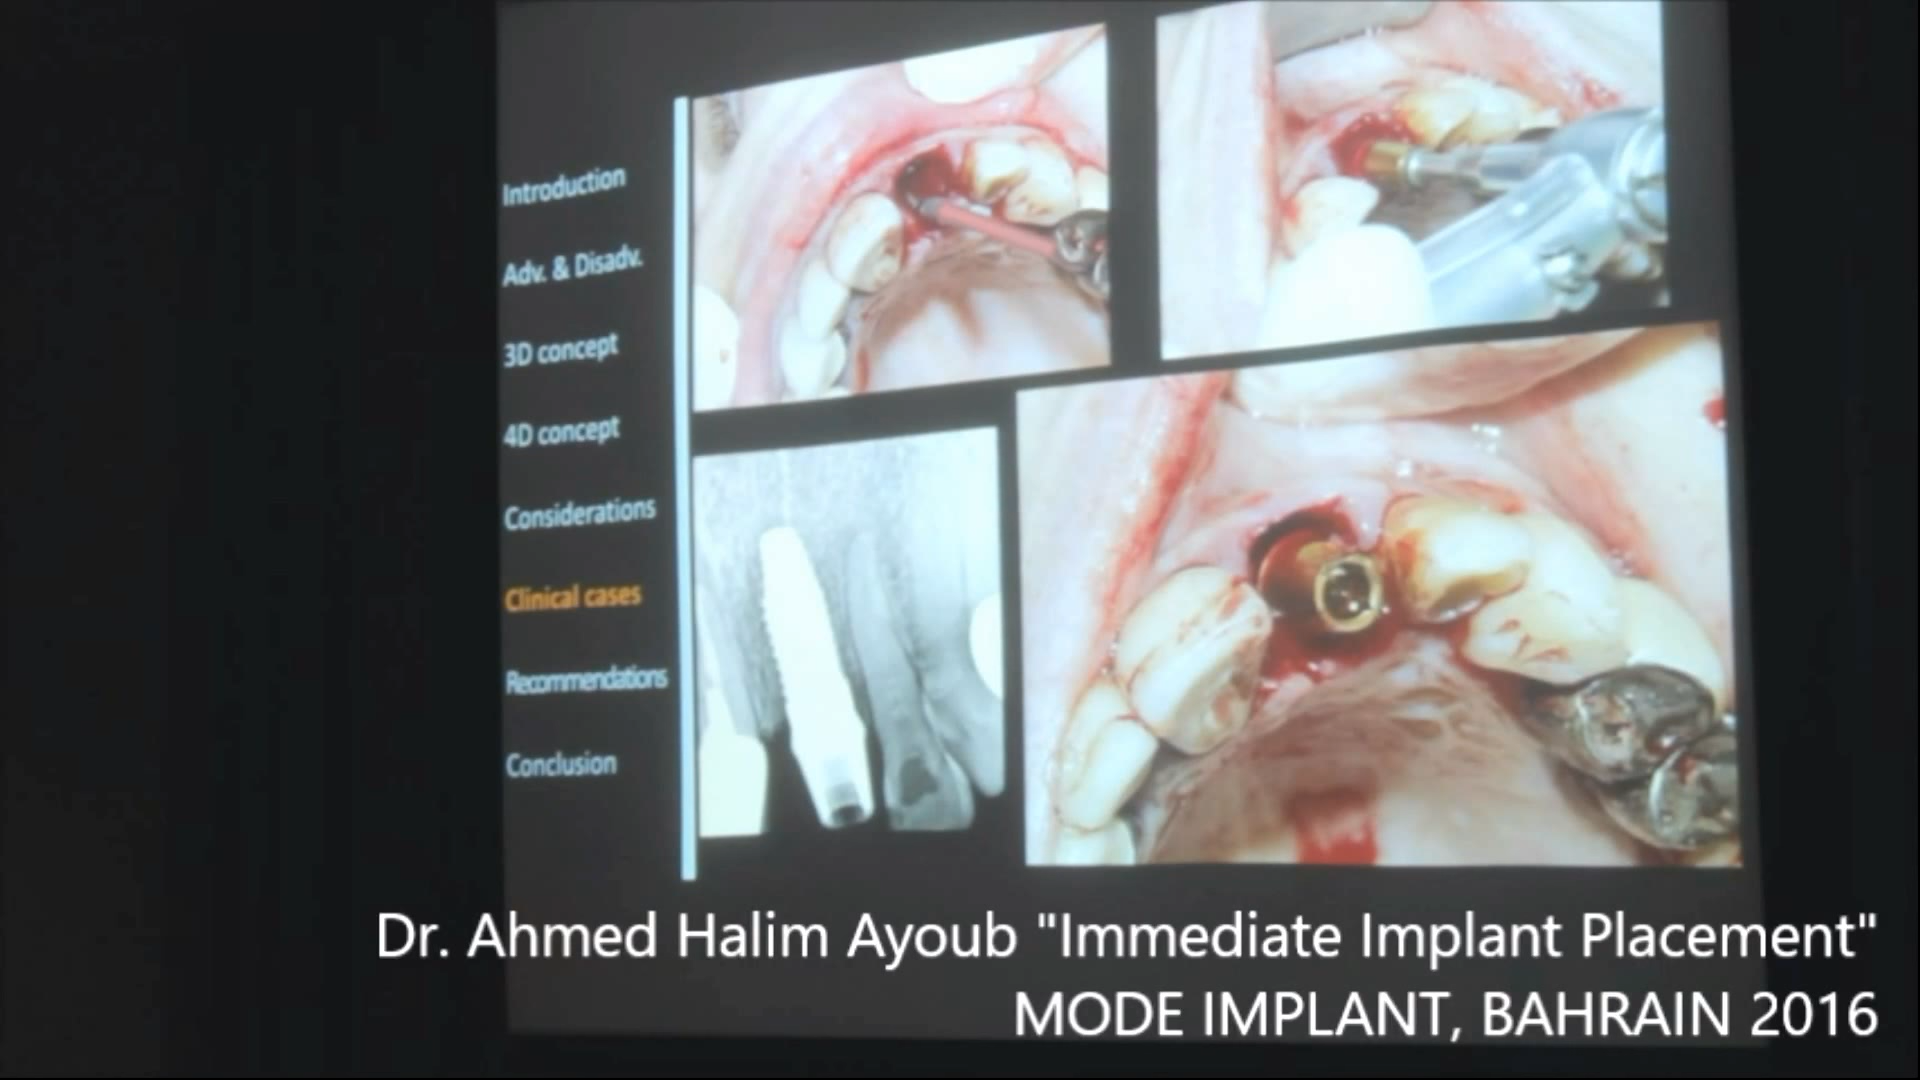 Introduction
Adv. & Disadv.
3D concept
4D concept
Considerations
Clinical cases
Recommendations
Conclusion
Dr. Ahmed Halim Ayoub "Immediate Implant Placement"
MODE IMPLANT, BAHRAIN 2016